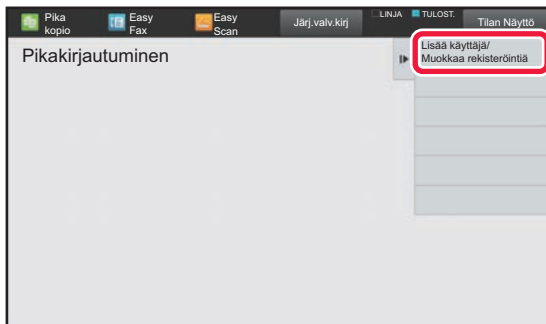 Pika
kopio
Easy
Fax
Easy
Scan
Järj.valv.kirj
LINJA
TULOST.
Tilan Näyttö
Pikakirjautuminen
Lisää käyttäjä/
Muokkaa rekisteröintiä